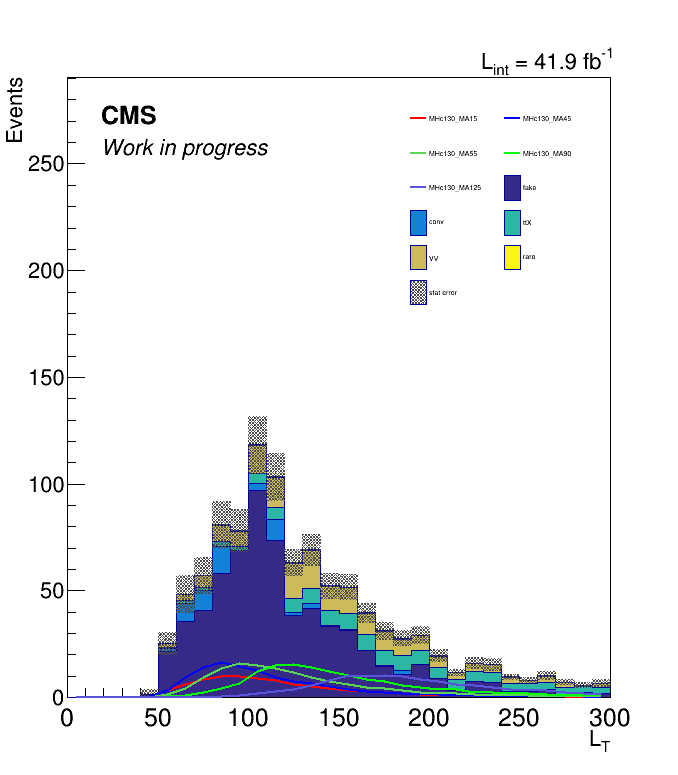 L_int = 41.9 fb^-1
Events
CMS
Work in progress
MHc130_MA15
MHc130_MA45
MHc130_MA55
MHc130_MA90
MHc130_MA125
fake
conv
ttX
VV
rare
stat error
250
200
150
100
50
0
0 50 100 150 200 250 300
L_T